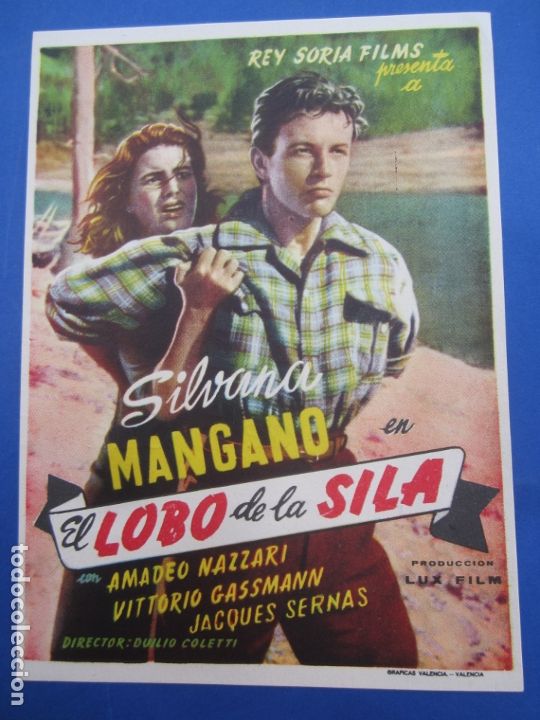 REY SORIA FILMS
presenta
a
Silvana
MANGANO en
El LOBO de la SILA
con AMADEO NAZZARI
VITTORIO GASSMANN
JACQUES SERNAS
DIRECTOR: DUILIO COLETTI
PRODUCCION
LUX FILM
GRAFICAS VALENCIA. - VALENCIA
todocoleccion.net